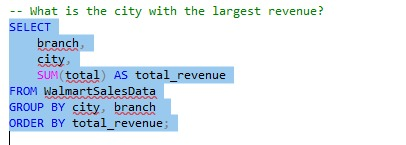 -- What is the city with the largest revenue?
SELECT
    branch,
    city,
    SUM(total) AS total_revenue
FROM WalmartSalesData
GROUP BY city, branch
ORDER BY total_revenue;